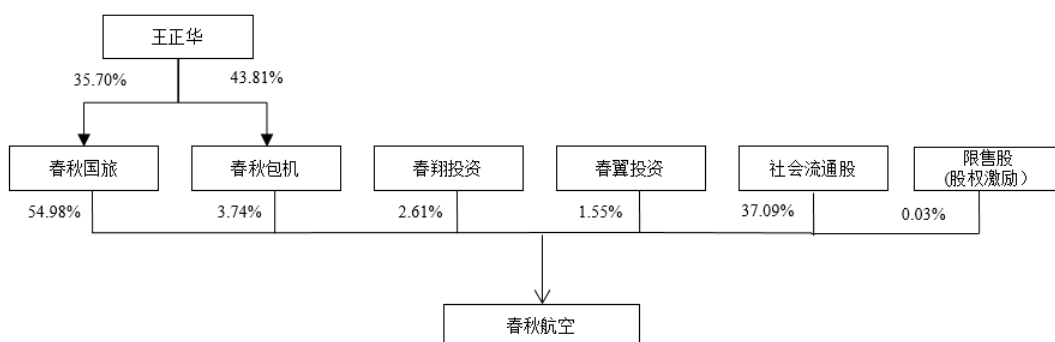 王正华
35.70%
43.81%
春秋国旅
春秋包机
春翔投资
春翼投资
社会流通股
限售股
(股权激励）
54.98%
3.74%
2.61%
1.55%
37.09%
0.03%
春秋航空